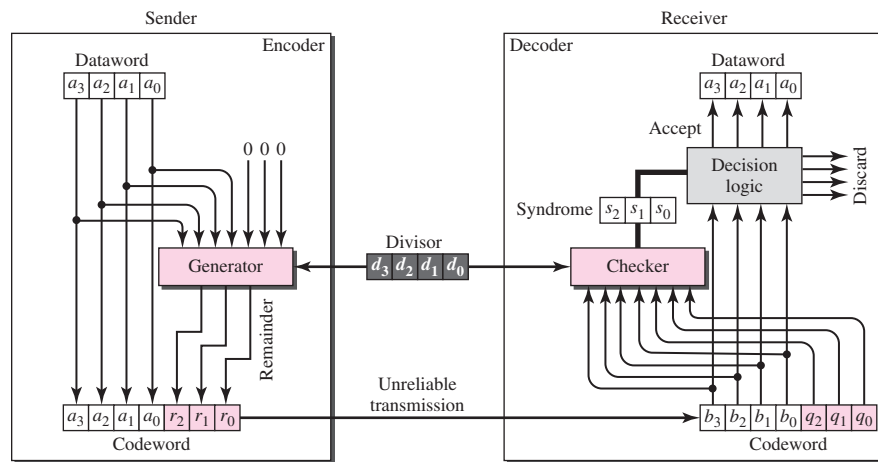 Sender
Receiver
Encoder
Decoder
Dataword
a3 a2 a1 a0
Dataword
a3 a2 a1 a0
Accept
0 0 0
Decision
logic
Discard
Syndrome
s2 s1 s0
Generator
Divisor
d3 d2 d1 d0
Checker
Remainder
Unreliable
transmission
a3 a2 a1 a0 r2 r1 r0
Codeword
b3 b2 b1 b0 q2 q1 q0
Codeword